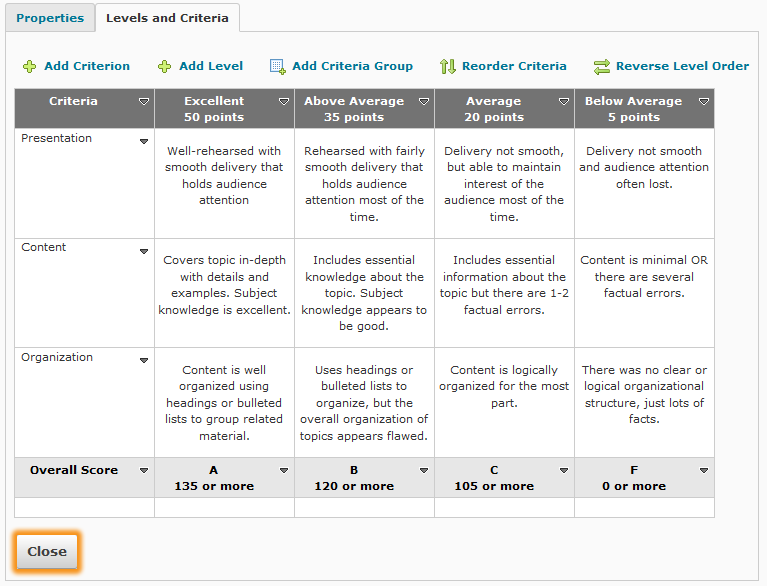 Properties
Levels and Criteria
Add Criterion
Add Level
Add Criteria Group
Reorder Criteria
Reverse Level Order
Criteria
Excellent
50 points
Above Average
35 points
Average
20 points
Below Average
5 points
Presentation
Well-rehearsed with
smooth delivery that
holds audience
attention
Rehearsed with fairly
smooth delivery that
holds audience
attention most of the
time.
Delivery not smooth,
but able to maintain
interest of the
audience most of the
time.
Delivery not smooth
and audience attention
often lost.
Content
Covers topic in-depth
with details and
examples. Subject
knowledge is excellent.
Includes essential
knowledge about the
topic. Subject
knowledge appears to
be good.
Includes essential
information about the
topic but there are 1-2
factual errors.
Content is minimal OR
there are several
factual errors.
Organization
Content is well
organized using
headings or bulleted
lists to group related
material.
Uses headings or
bulleted lists to
organize, but the
overall organization of
topics appears flawed.
Content is logically
organized for the most
part.
There was no clear or
logical organizational
structure, just lots of
facts.
Overall Score
A
135 or more
B
120 or more
C
105 or more
F
0 or more
Close